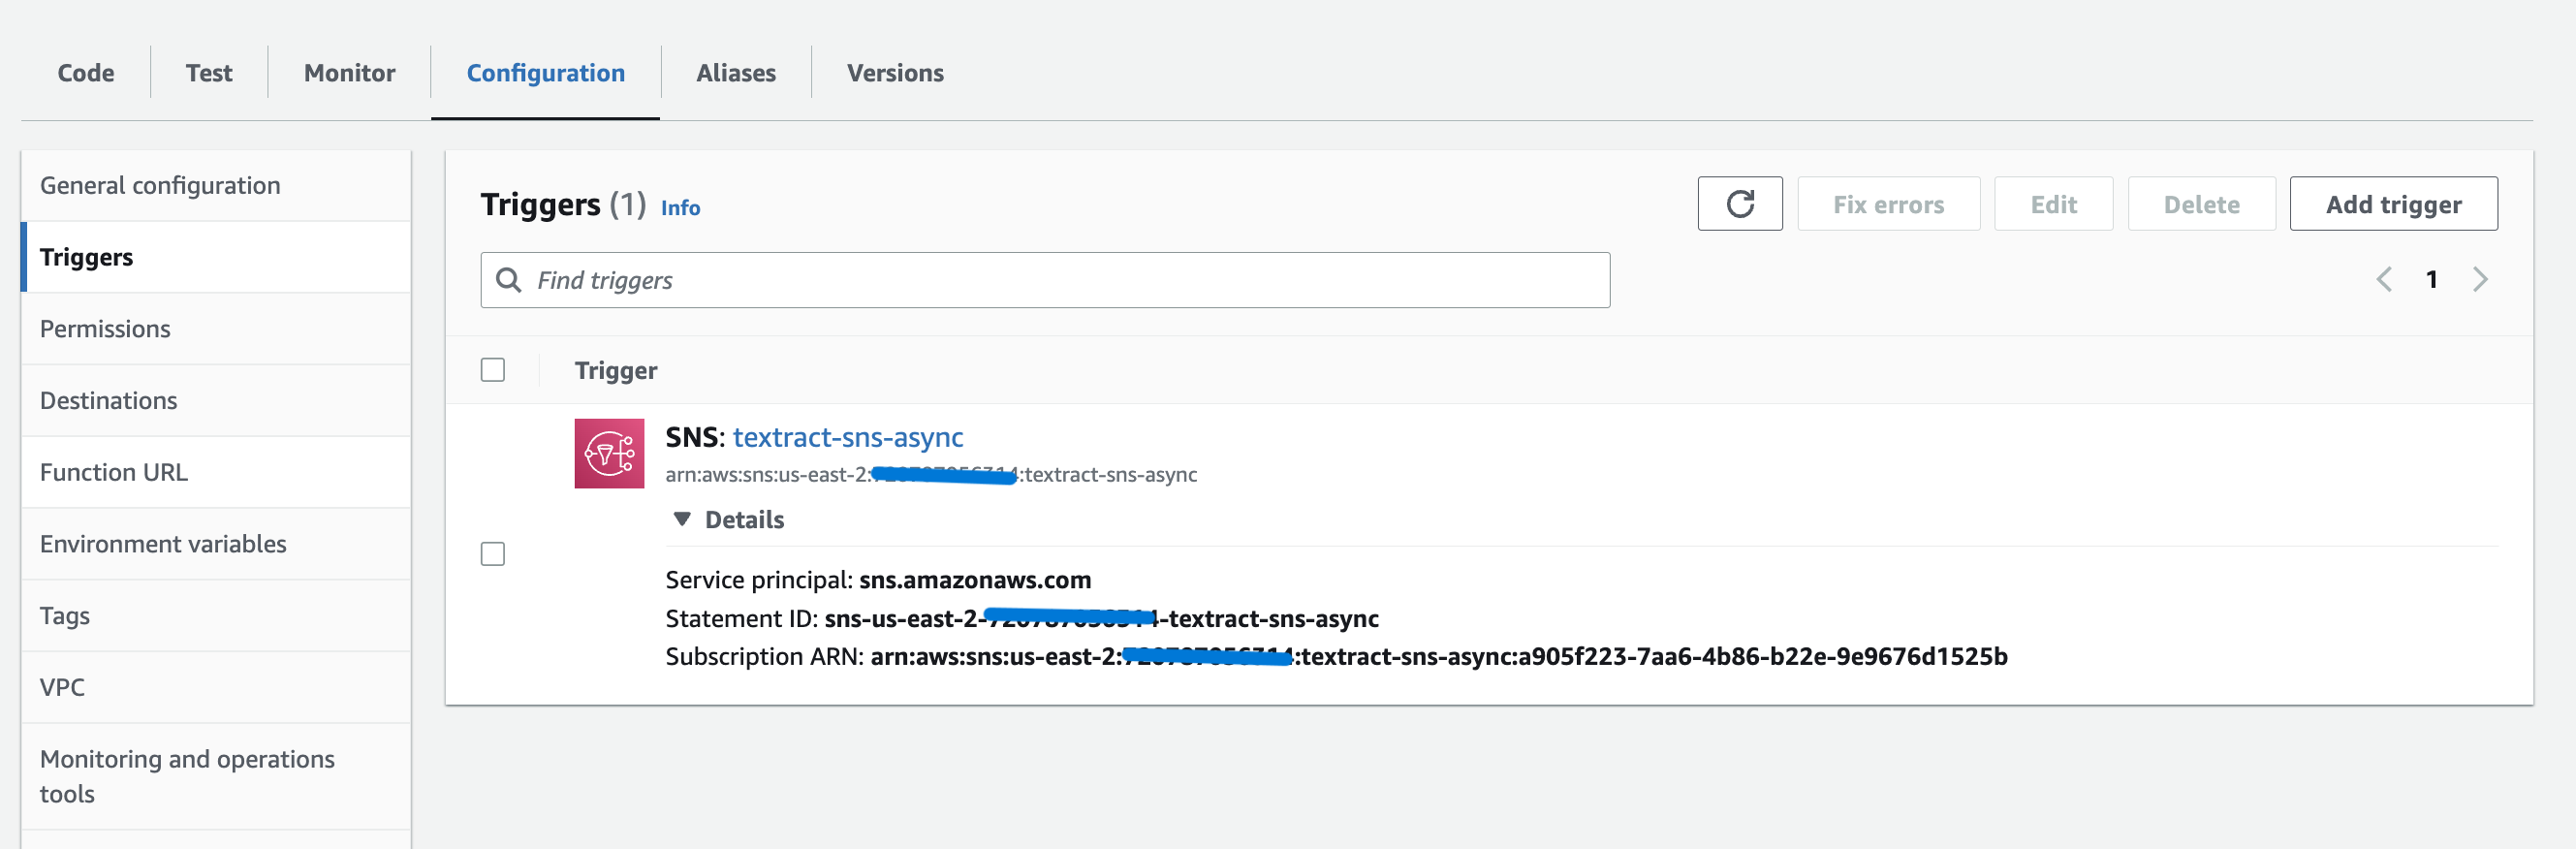 Code Test Monitor Configuration Aliases Versions
General configuration
Triggers
Permissions
Destinations
Function URL
Environment variables
Tags
VPC
Monitoring and operations
tools
Triggers (1) Info
Fix errors Edit Delete Add trigger
Find triggers
1
Trigger
SNS: textract-sns-async
arn:aws:sns:us-east-2: :textract-sns-async
Details
Service principal: sns.amazonaws.com
Statement ID: sns-us-east-2- -textract-sns-async
Subscription ARN: arn:aws:sns:us-east-2: :textract-sns-async:a905f223-7aa6-4b86-b22e-9e9676d1525b